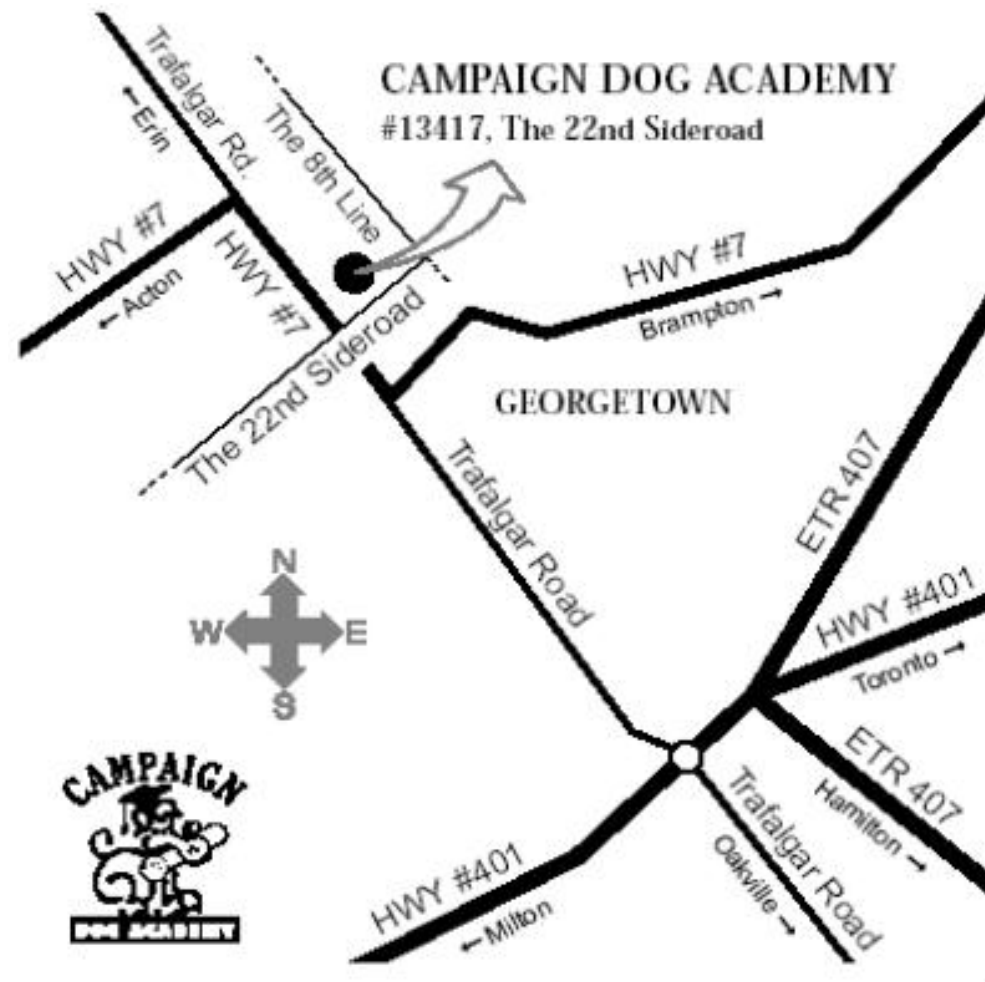 CAMPAIGN DOG ACADEMY
#13417, The 22nd Sideroad
Trafalgar Rd.
←Erin
The 8th Line
HWY #7
← Acton
HWY #7
The 22nd Sideroad
HWY #7
Brampton →
GEORGETOWN
Trafalgar Road
ETR 407
HWY #401
Toronto →
N
W E
S
ETR 407
Hamilton →
Trafalgar Road
Oakville →
HWY #401
← Milton
CAMPAIGN
DOG ACADEMY